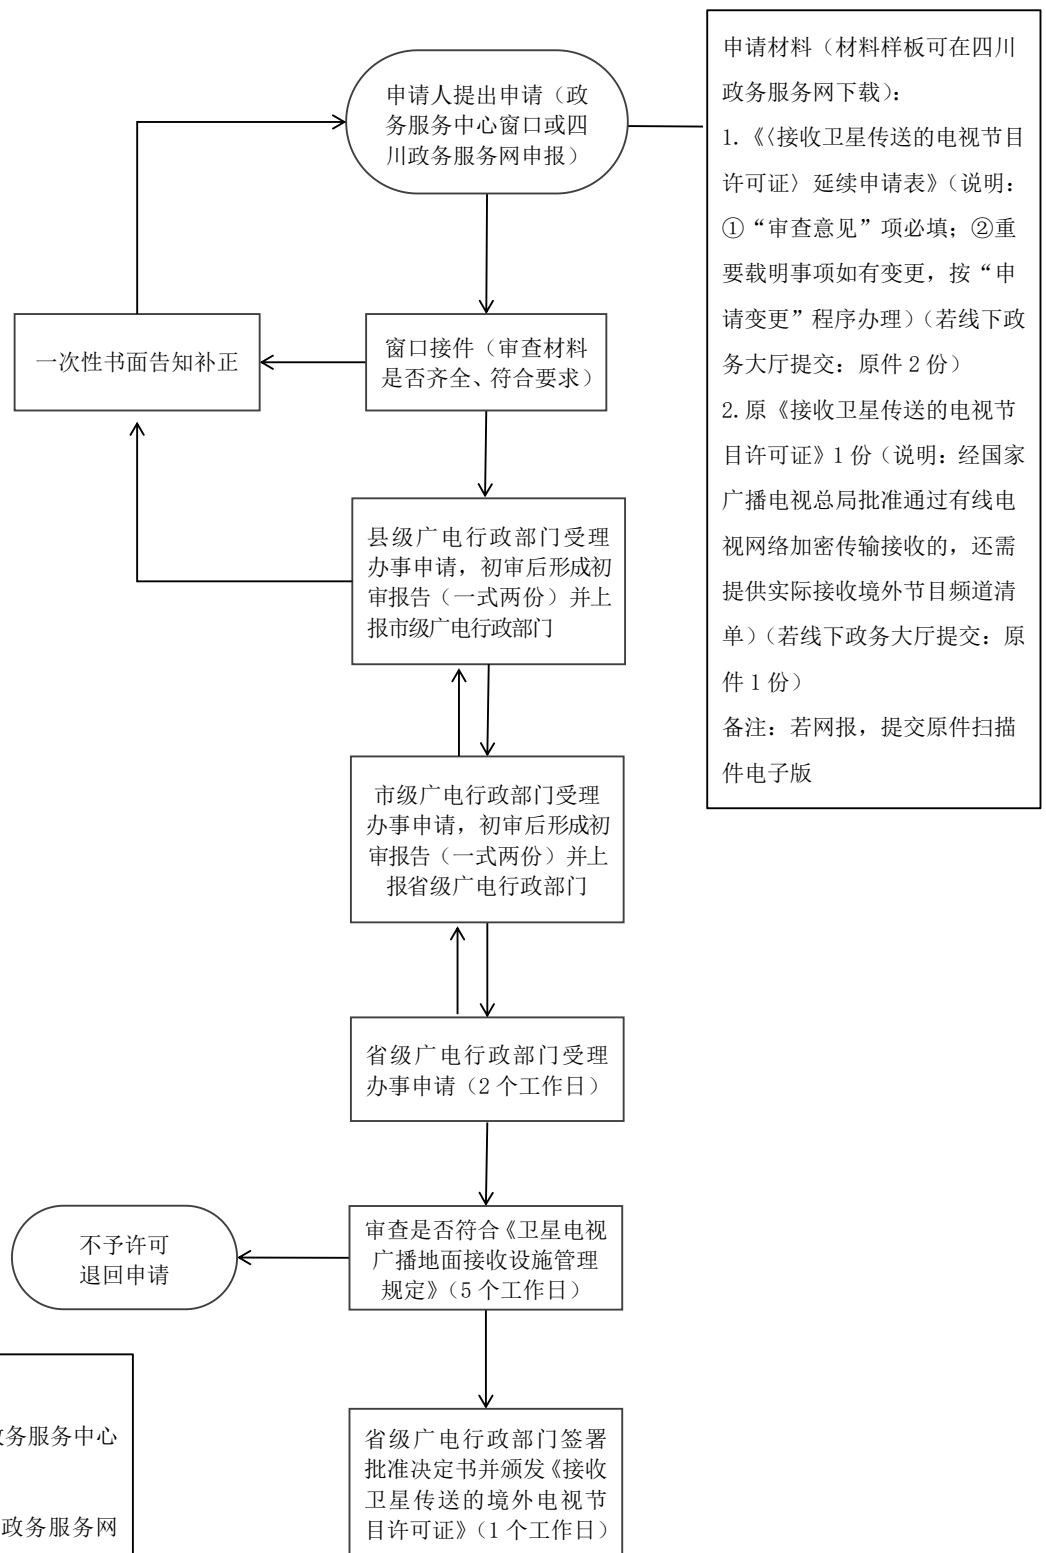 申请人提出申请（政
务服务中心窗口或四
川政务服务网申报）
申请材料（材料样板可在四川
政务服务网下载）：
1.《〈接收卫星传送的电视节目
许可证〉延续申请表》（说明：
①“审查意见”项必填；②重
要载明事项如有变更，按“申
请变更”程序办理）（若线下政
务大厅提交：原件 2 份）
2.原《接收卫星传送的电视节
目许可证》1 份（说明：经国家
广播电视总局批准通过有线电
视网络加密传输接收的，还需
提供实际接收境外节目频道清
单）（若线下政务大厅提交：原
件 1 份）
备注：若网报，提交原件扫描
件电子版
一次性书面告知补正
窗口接件（审查材料
是否齐全、符合要求）
县级广电行政部门受理
办事申请，初审后形成初
审报告（一式两份）并上
报市级广电行政部门
市级广电行政部门受理
办事申请，初审后形成初
审报告（一式两份）并上
报省级广电行政部门
省级广电行政部门受理
办事申请（2 个工作日）
审查是否符合《卫星电视
广播地面接收设施管理
规定》（5 个工作日）
不予许可
退回申请
省级广电行政部门签署
批准决定书并颁发《接收
卫星传送的境外电视节
目许可证》（1 个工作日）
务服务中心
政务服务网